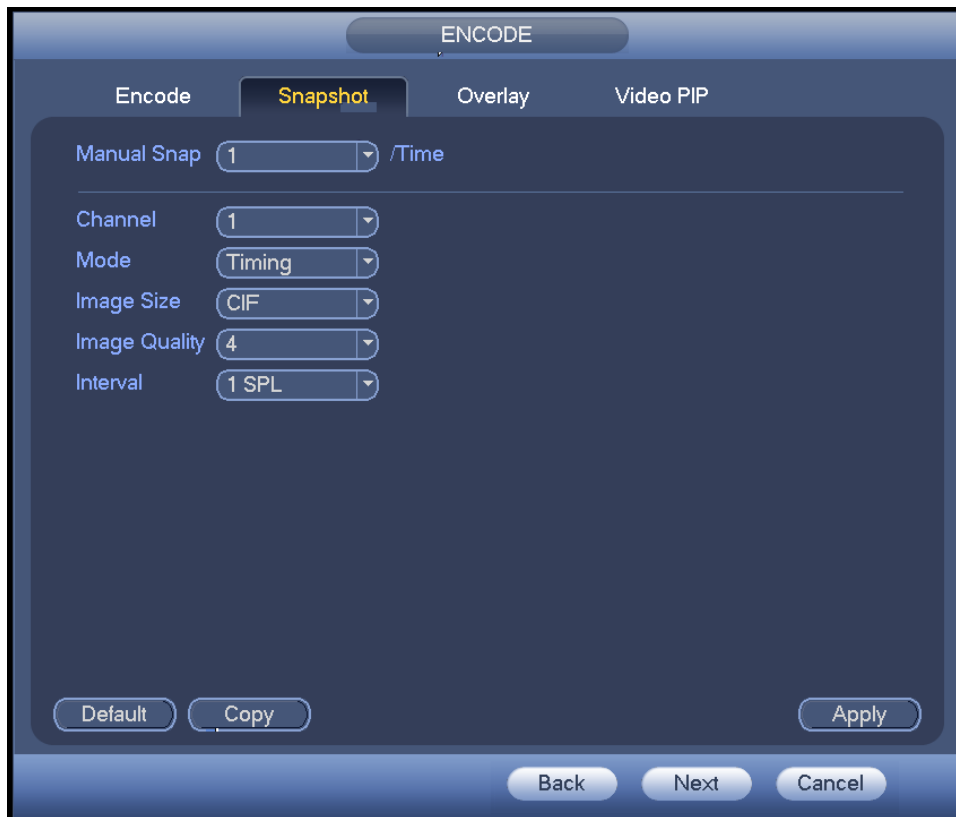 ENCODE
Encode Snapshot Overlay Video PIP
Manual Snap 1 /Time
Channel 1
Mode Timing
Image Size CIF
Image Quality 4
Interval 1 SPL
Default Copy Apply
Back Next Cancel